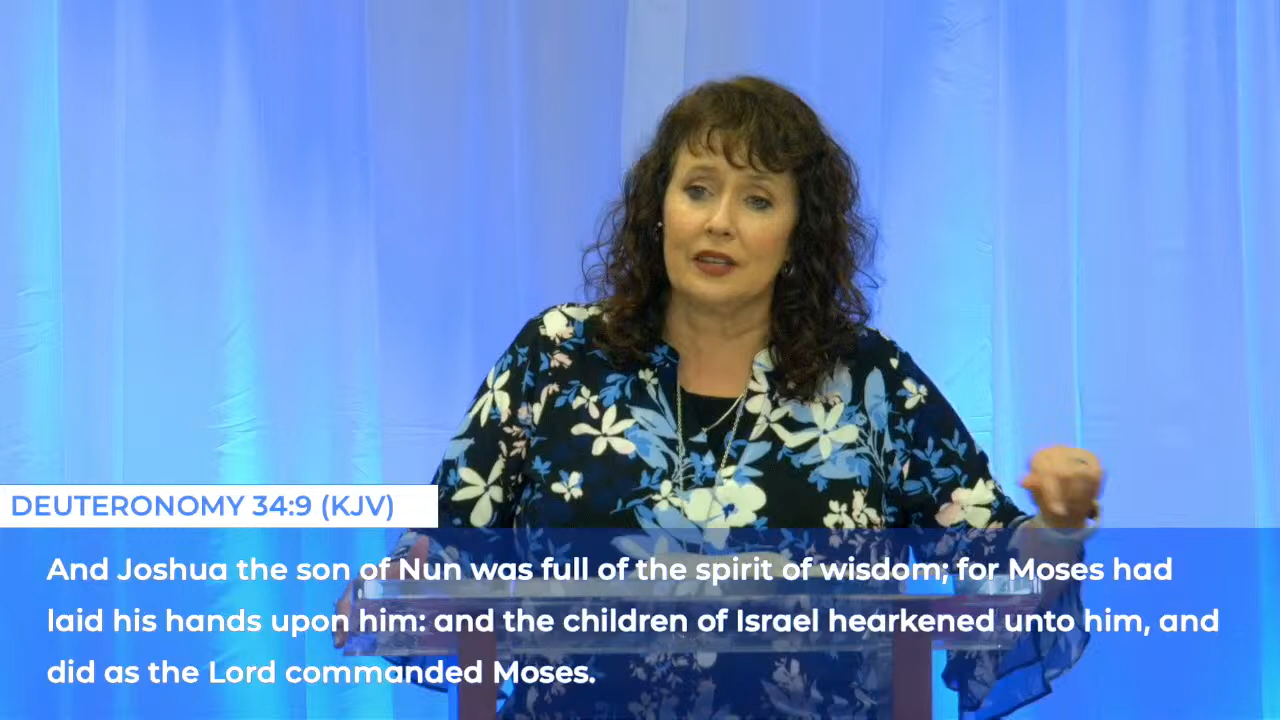 DEUTERONOMY 34:9 (KJV)
And Joshua the son of Nun was full of the spirit of wisdom; for Moses had
laid his hands upon him: and the children of Israel hearkened unto him, and
did as the Lord commanded Moses.